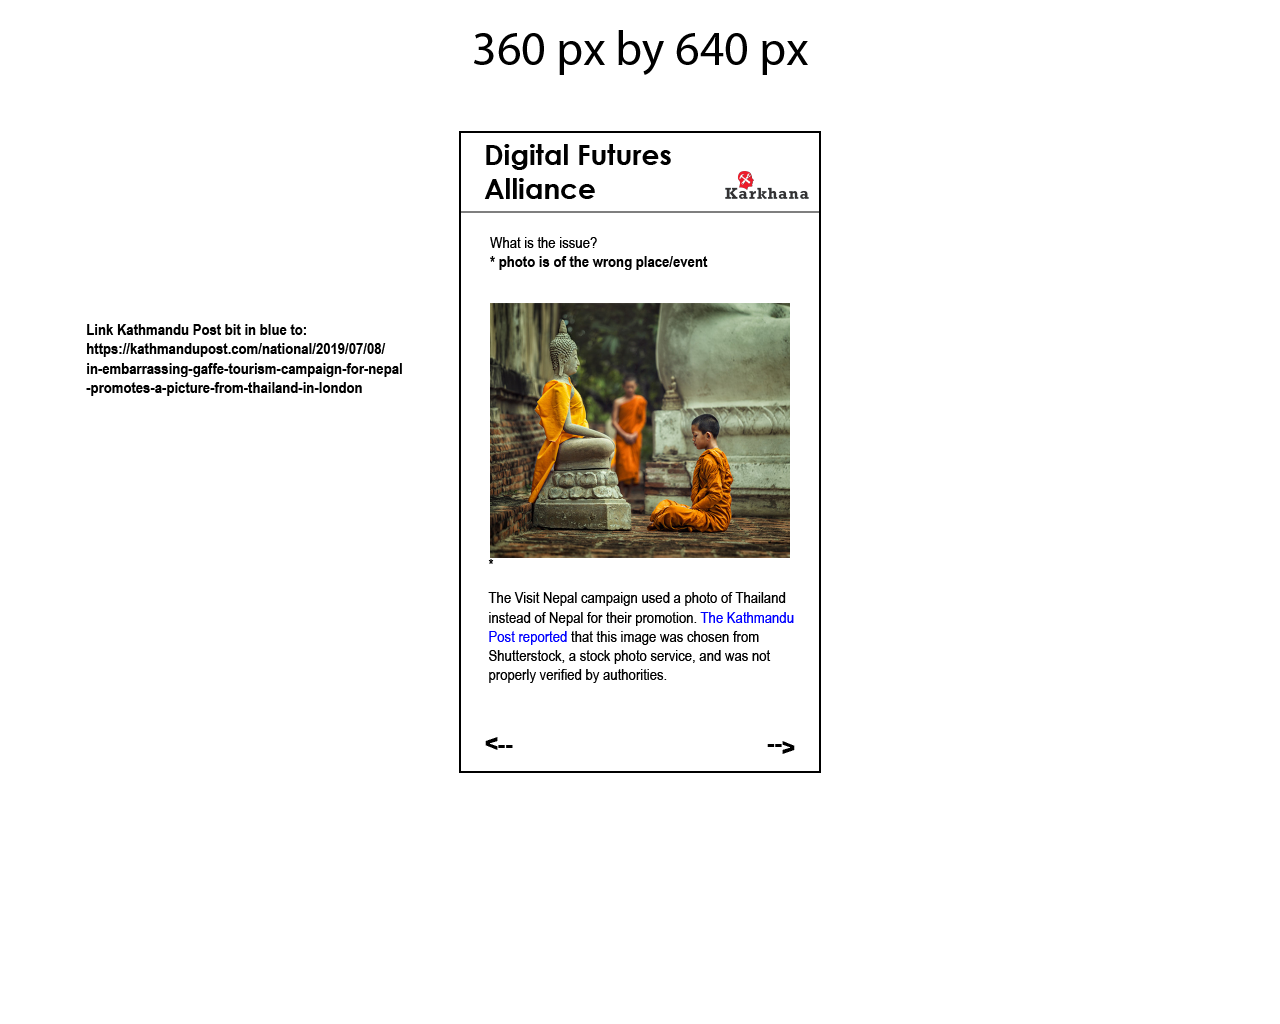 360 px by 640 px
Digital Futures
Alliance
Karkhana
What is the issue?
* photo is of the wrong place/event
Link Kathmandu Post bit in blue to:
https://kathmandupost.com/national/2019/07/08/
in-embarrassing-gaffe-tourism-campaign-for-nepal
-promotes-a-picture-from-thailand-in-london
*
The Visit Nepal campaign used a photo of Thailand
instead of Nepal for their promotion. The Kathmandu
Post reported that this image was chosen from
Shutterstock, a stock photo service, and was not
properly verified by authorities.
<-- -->